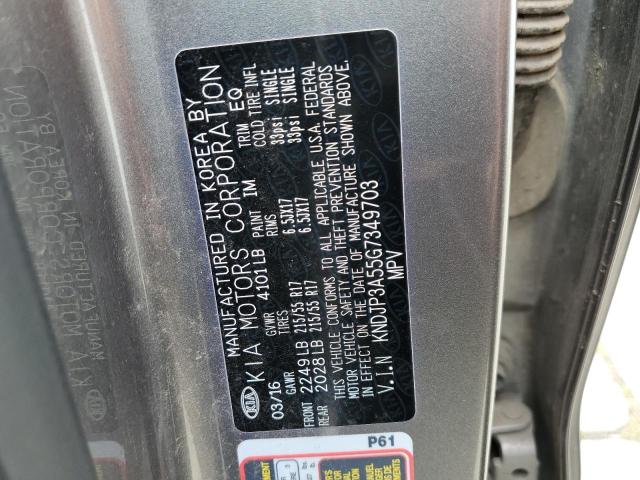 MANUFACTURED IN KOREA BY
KIA KIA MOTORS CORPORATION
03/16 GVWR 4101LB PAINT 1M TRIM EQ
GAWR TIRES RIMS COLD TIRE INFL
FRONT 2249LB 215/55 R17 6.5JX17 33psi SINGLE
REAR 2028LB 215/55 R17 6.5JX17 33psi SINGLE
THIS VEHICLE CONFORMS TO ALL APPLICABLE U.S.A. FEDERAL
MOTOR VEHICLE SAFETY AND THEFT PREVENTION STANDARDS
IN EFFECT ON THE DATE OF MANUFACTURE SHOWN ABOVE.
V.I.N KNDJP3A55G7349703
MPV
P61